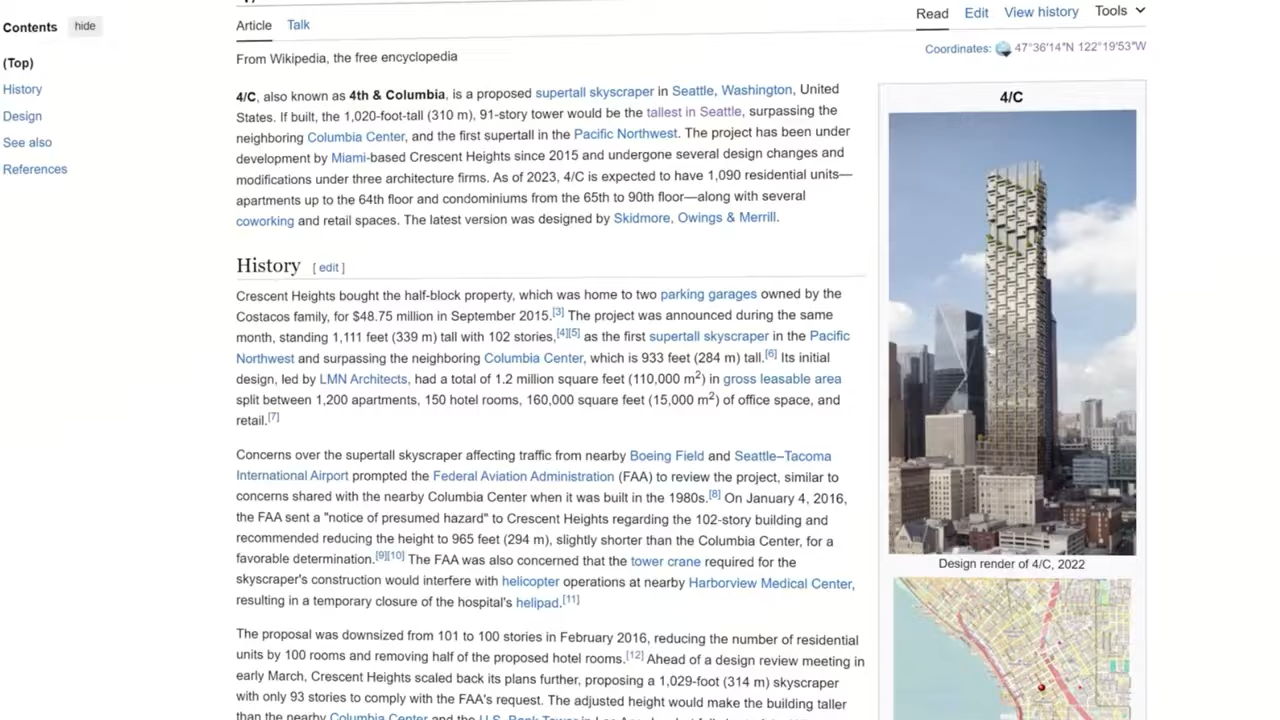 Contents hide
(Top)
History
Design
See also
References
Article Talk
Read Edit View history Tools
From Wikipedia, the free encyclopedia
Coordinates: 47°36′14″N 122°19′53″W
4/C, also known as 4th & Columbia, is a proposed supertall skyscraper in Seattle, Washington, United
States. If built, the 1,020-foot-tall (310 m), 91-story tower would be the tallest in Seattle, surpassing the
neighboring Columbia Center, and the first supertall in the Pacific Northwest. The project has been under
development by Miami-based Crescent Heights since 2015 and undergone several design changes and
modifications under three architecture firms. As of 2023, 4/C is expected to have 1,090 residential units—
apartments up to the 64th floor and condominiums from the 65th to 90th floor—along with several
coworking and retail spaces. The latest version was designed by Skidmore, Owings & Merrill.
History [ edit ]
Crescent Heights bought the half-block property, which was home to two parking garages owned by the
Costacos family, for $48.75 million in September 2015.[3] The project was announced during the same
month, standing 1,111 feet (339 m) tall with 102 stories,[4][5] as the first supertall skyscraper in the Pacific
Northwest and surpassing the neighboring Columbia Center, which is 933 feet (284 m) tall.[6] Its initial
design, led by LMN Architects, had a total of 1.2 million square feet (110,000 m²) in gross leasable area
split between 1,200 apartments, 150 hotel rooms, 160,000 square feet (15,000 m²) of office space, and
retail.[7]
Concerns over the supertall skyscraper affecting traffic from nearby Boeing Field and Seattle–Tacoma
International Airport prompted the Federal Aviation Administration (FAA) to review the project, similar to
concerns shared with the nearby Columbia Center when it was built in the 1980s.[8] On January 4, 2016,
the FAA sent a "notice of presumed hazard" to Crescent Heights regarding the 102-story building and
recommended reducing the height to 965 feet (294 m), slightly shorter than the Columbia Center, for a
favorable determination.[9][10] The FAA was also concerned that the tower crane required for the
skyscraper's construction would interfere with helicopter operations at nearby Harborview Medical Center,
resulting in a temporary closure of the hospital's helipad.[11]
The proposal was downsized from 101 to 100 stories in February 2016, reducing the number of residential
units by 100 rooms and removing half of the proposed hotel rooms.[12] Ahead of a design review meeting in
early March, Crescent Heights scaled back its plans further, proposing a 1,029-foot (314 m) skyscraper
with only 93 stories to comply with the FAA's request. The adjusted height would make the building taller
than the nearby Columbia Center and the U.S. Bank Tower in Los
4/C
Design render of 4/C, 2022